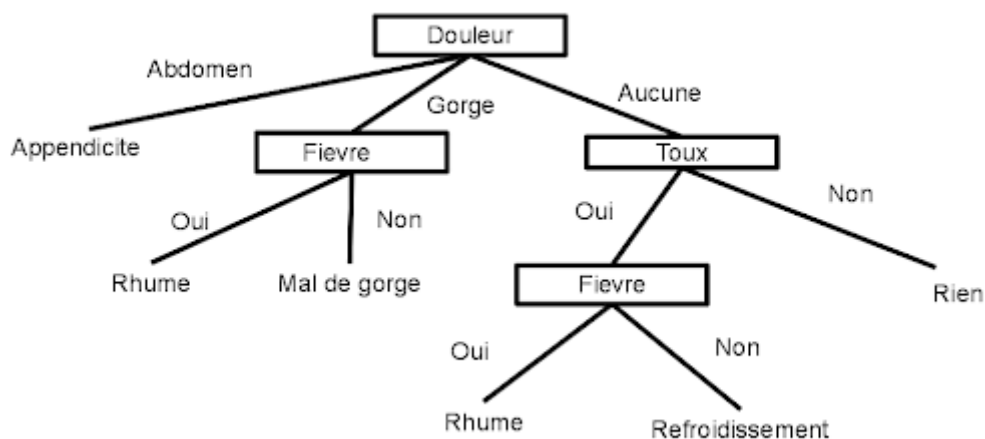 Douleur
Abdomen
Gorge
Aucune
Appendicite
Fievre
Toux
Oui
Non
Oui
Non
Rhume
Mal de gorge
Fievre
Rien
Oui
Non
Rhume
Refroidissement